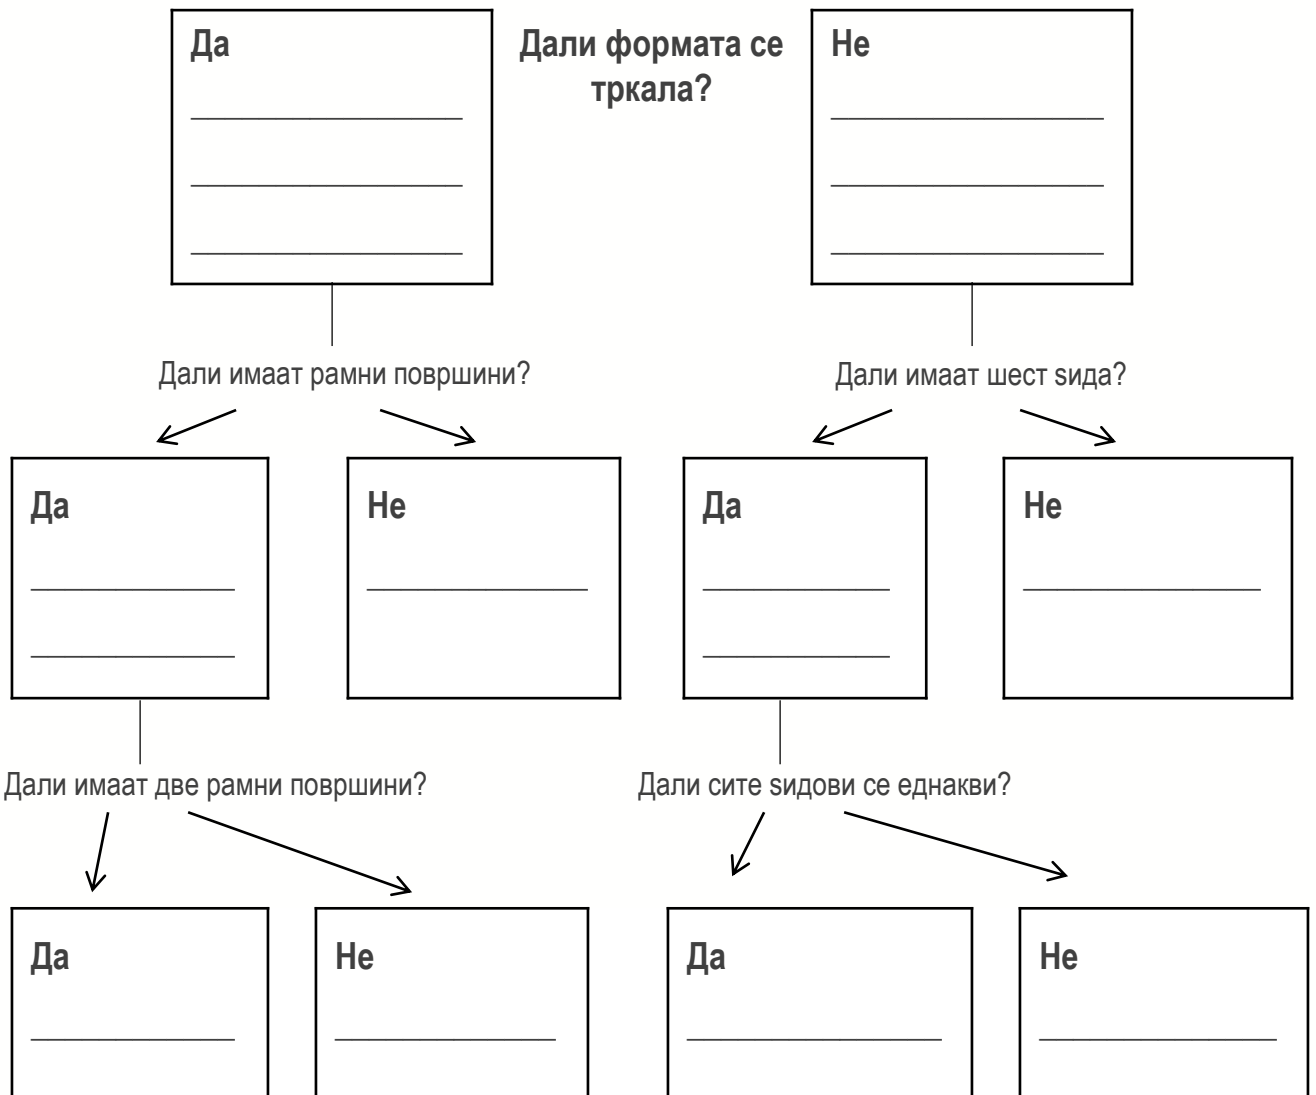 Да
Дали формата се
тркала?
Не
Дали имаат рамни површини?
Дали имаат шест ѕида?
Да
Не
Да
Не
Дали имаат две рамни површини?
Дали сите ѕидови се еднакви?
Да
Не
Да
Не